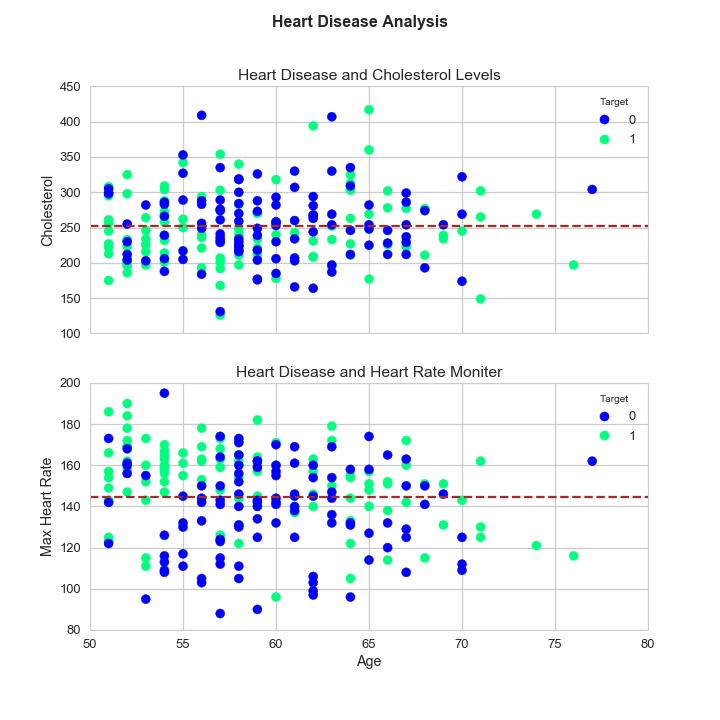 Heart Disease Analysis
Heart Disease and Cholesterol Levels
450
400
350
300
250
200
150
100
Cholesterol
Target
0
1
Heart Disease and Heart Rate Moniter
200
180
160
140
120
100
80
Max Heart Rate
Target
0
1
50 55 60 65 70 75 80
Age